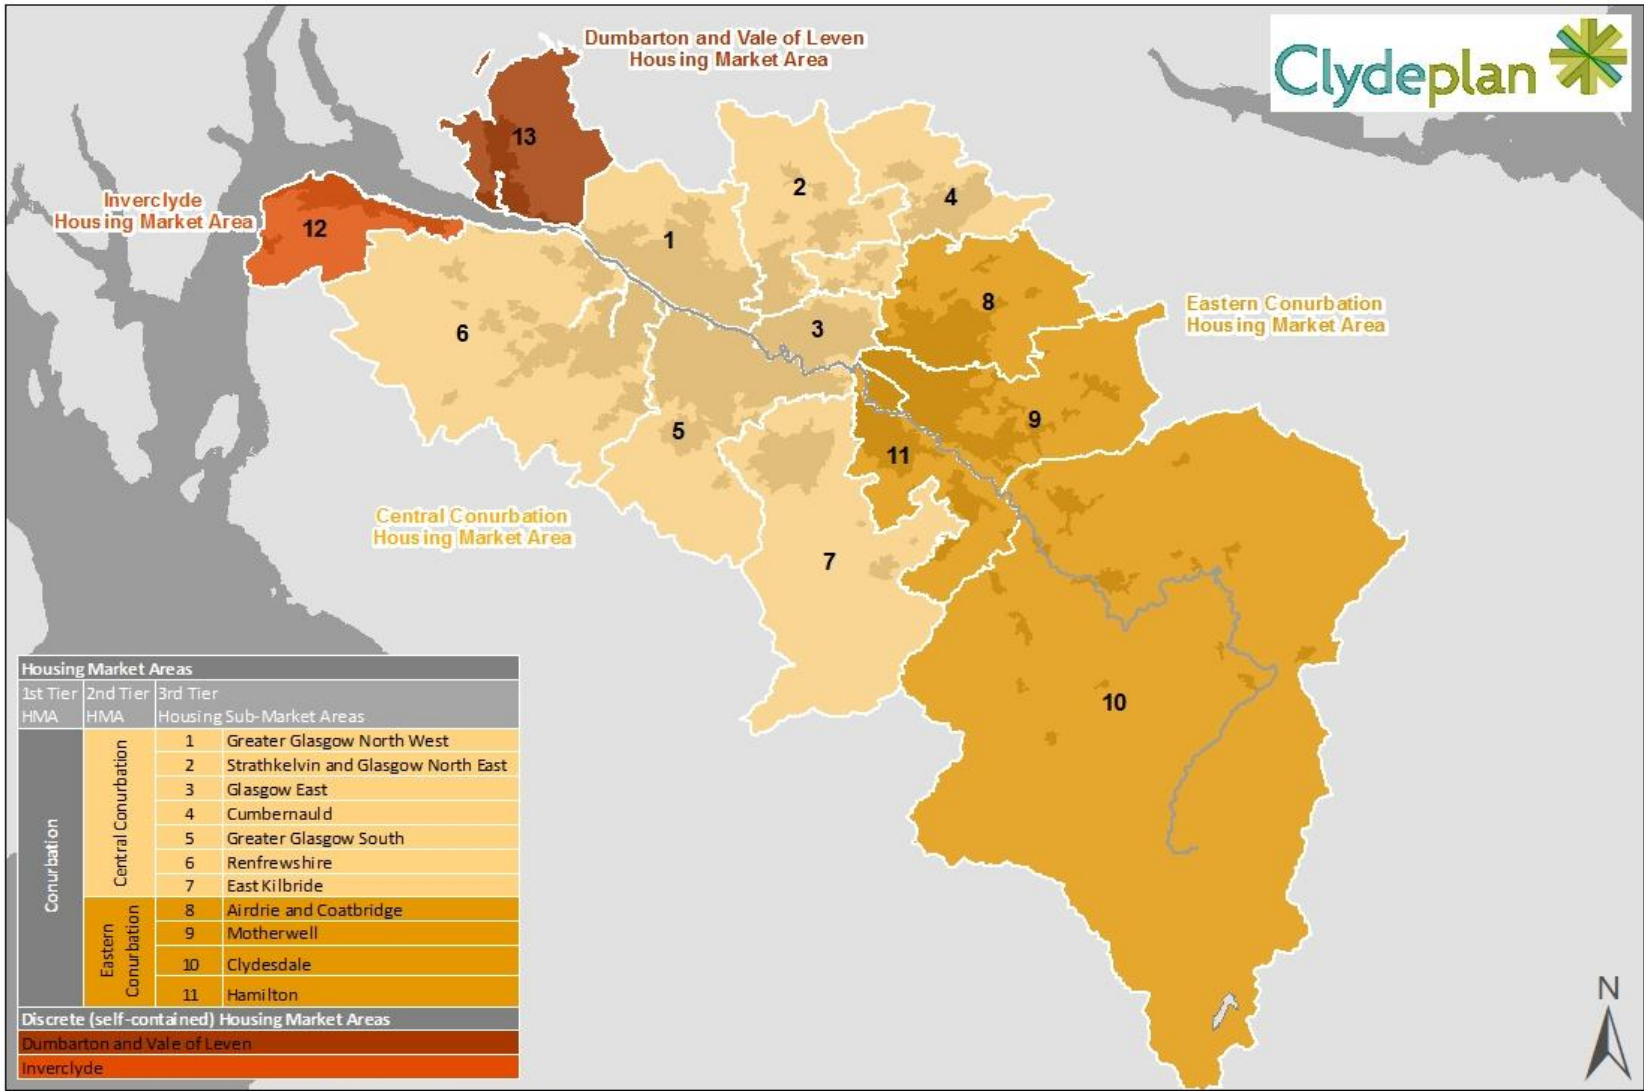 Dumbarton and Vale of Leven
Housing Market Area
Clydeplan
13
2
4
Inverclyde
Housing Market Area
12
1
8
Eastern Conurbation
Housing Market Area
6
3
9
5
11
Central Conurbation
Housing Market Area
7
10
Housing Market Areas
1st Tier HMA
2nd Tier HMA
3rd Tier
Housing Sub-Market Areas
Conurbation
Central Conurbation
1 Greater Glasgow North West
2 Strathkelvin and Glasgow North East
3 Glasgow East
4 Cumbernauld
5 Greater Glasgow South
6 Renfrewshire
7 East Kilbride
Eastern
Conurbation
8 Airdrie and Coatbridge
9 Motherwell
10 Clydesdale
11 Hamilton
Discrete (self-contained) Housing Market Areas
Dumbarton and Vale of Leven
Inverclyde
N